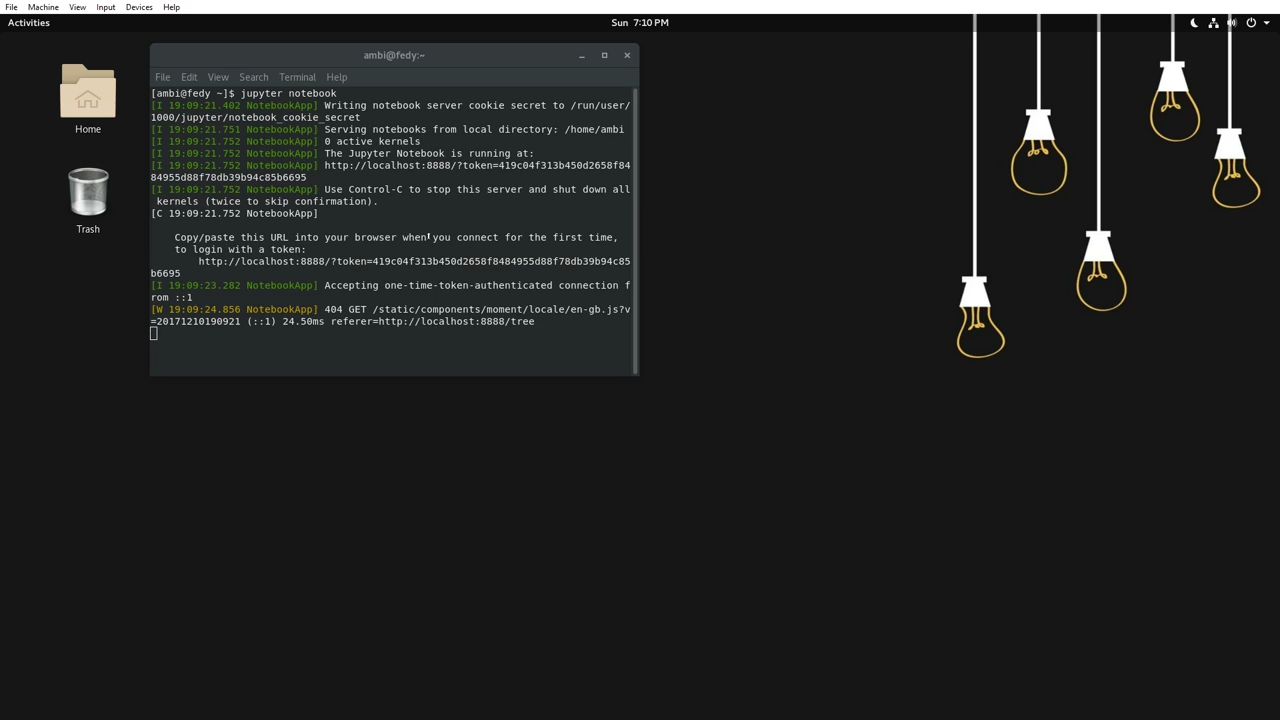 File Machine View Input Devices Help
Activities Sun 7:10 PM
ambi@fedy:~
File Edit View Search Terminal Help
[ambi@fedy ~]$ jupyter notebook
[I 19:09:21.402 NotebookApp] Writing notebook server cookie secret to /run/user/
1000/jupyter/notebook_cookie_secret
[I 19:09:21.751 NotebookApp] Serving notebooks from local directory: /home/ambi
[I 19:09:21.752 NotebookApp] 0 active kernels
[I 19:09:21.752 NotebookApp] The Jupyter Notebook is running at:
[I 19:09:21.752 NotebookApp] http://localhost:8888/?token=419c04f313b450d2658f84
84955d88f78db39b94c85b6695
[I 19:09:21.752 NotebookApp] Use Control-C to stop this server and shut down all
kernels (twice to skip confirmation).
[C 19:09:21.752 NotebookApp]
Copy/paste this URL into your browser when you connect for the first time,
to login with a token:
http://localhost:8888/?token=419c04f313b450d2658f8484955d88f78db39b94c85
b6695
[I 19:09:23.282 NotebookApp] Accepting one-time-token-authenticated connection f
rom ::1
[W 19:09:24.856 NotebookApp] 404 GET /static/components/moment/locale/en-gb.js?v
=20171210190921 (::1) 24.50ms referer=http://localhost:8888/tree
Home
Trash